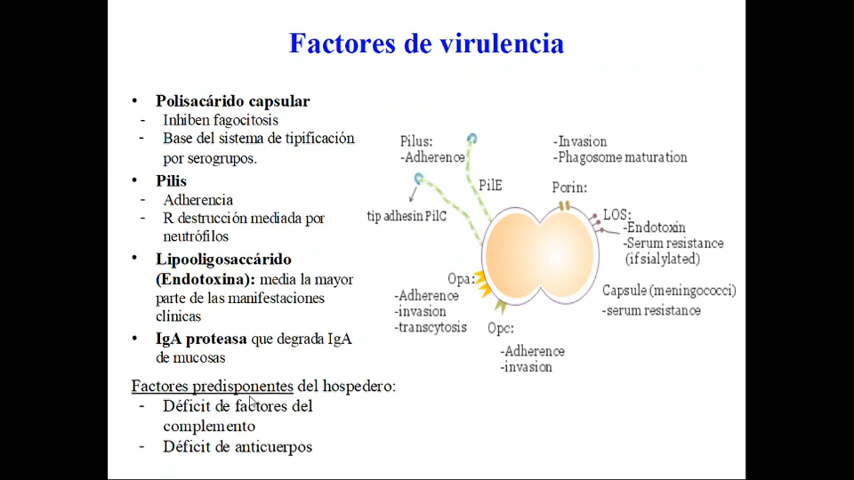 Factores de virulencia
• Polisacárido capsular
- Inhiben fagocitosis
- Base del sistema de tipificación
por serogrupos.
• Pilis
- Adherencia
- R destrucción mediada por
neutrófilos
• Lipooligosaccárido
(Endotoxina): media la mayor
parte de las manifestaciones
clínicas
• IgA proteasa que degrada IgA
de mucosas
Factores predisponentes del hospedero:
- Déficit de factores del
complemento
- Déficit de anticuerpos
Pilus:
-Adherence
PilE
tip adhesin PilC
-Invasion
-Phagosome maturation
Porin:
LOS:
-Endotoxin
-Serum resistance
(if sialylated)
Capsule (meningococci)
-serum resistance
Opa:
-Adherence
-invasion
-transcytosis
Opc:
-Adherence
-invasion